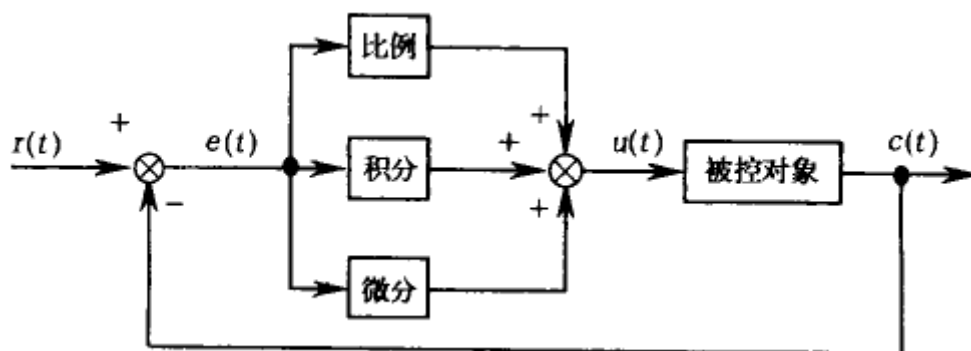 比例
+
r(t)
e(t)
+
+
u(t)
c(t)
积分
被控对象
−
+
微分